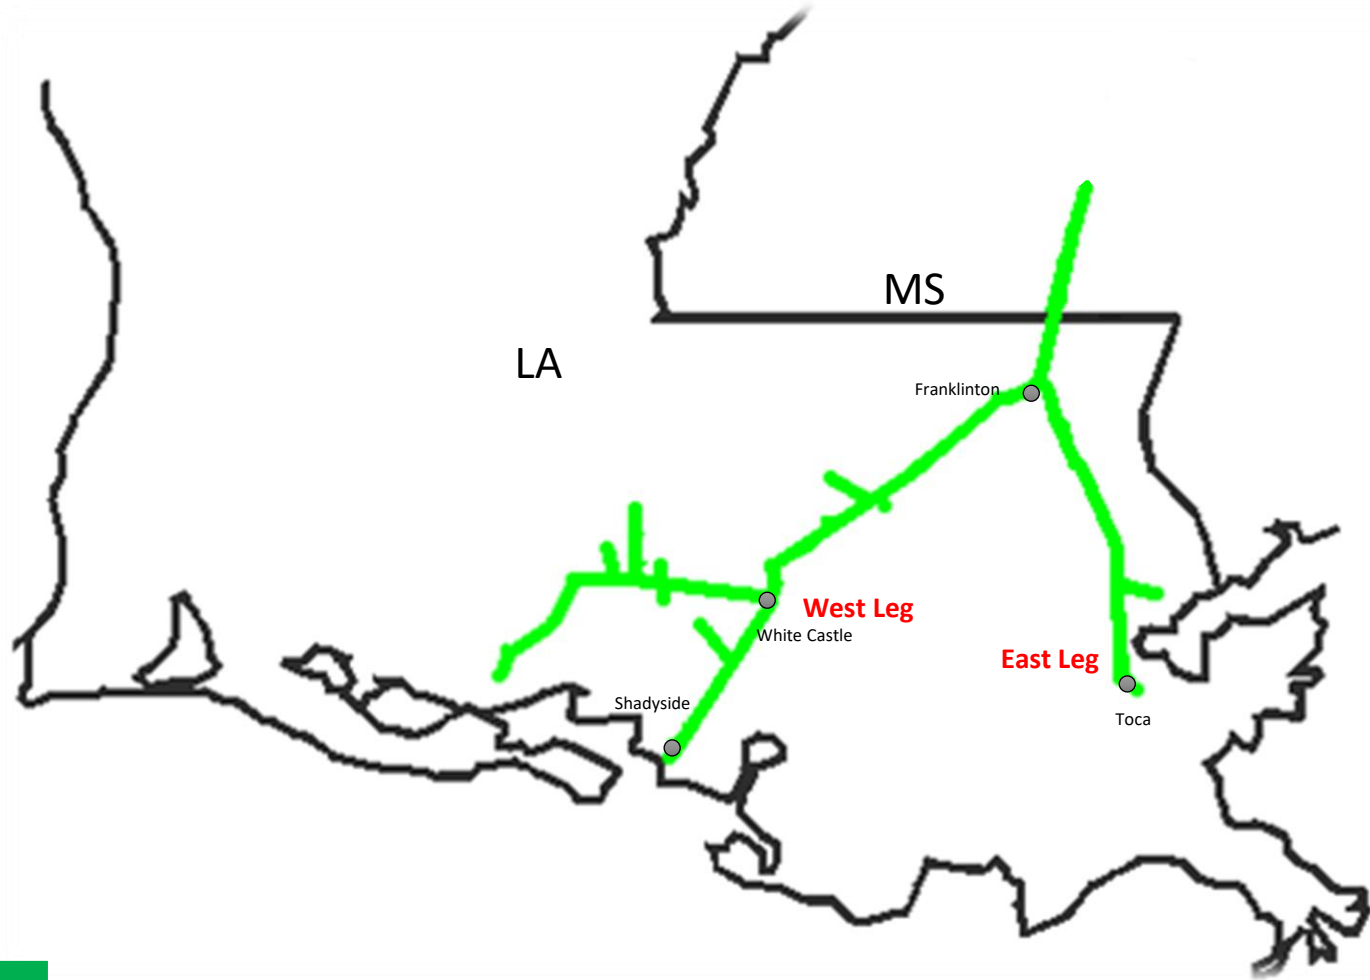 MS
LA
Franklinton
West Leg
White Castle
East Leg
Shadyside
Toca